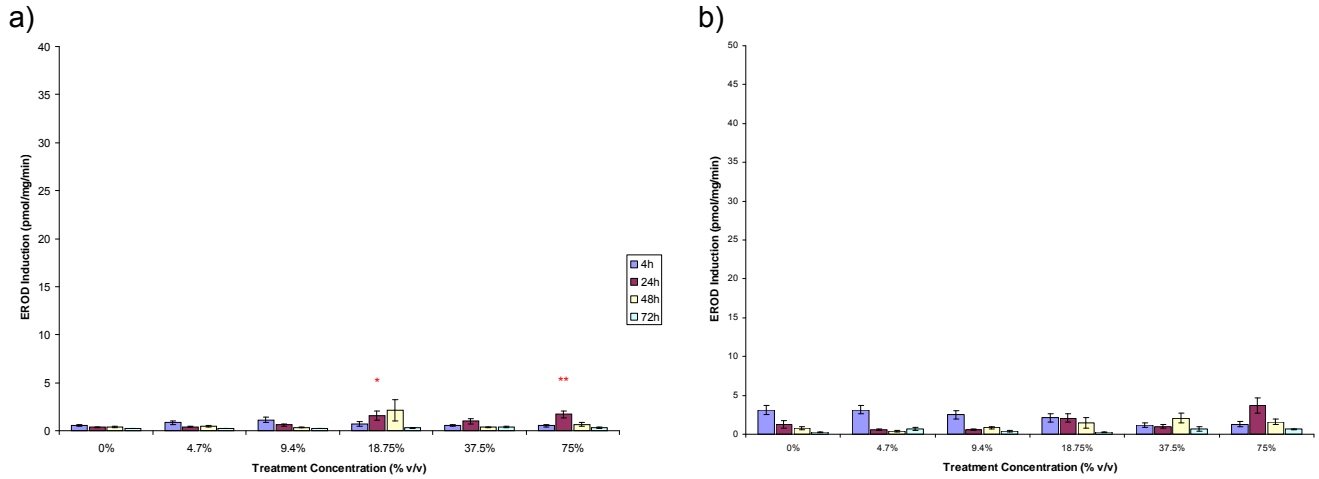 a)
40
35
30
25
20
15
10
5
0
EROD Induction (pmol/mg/min)
* **
0% 4.7% 9.4% 18.75% 37.5% 75%
Treatment Concentration (% v/v)
4h
24h
48h
72h
b)
50
45
40
35
30
25
20
15
10
5
0
EROD Induction (pmol/mg/min)
0% 4.7% 9.4% 18.75% 37.5% 75%
Treatment Concentration (% v/v)